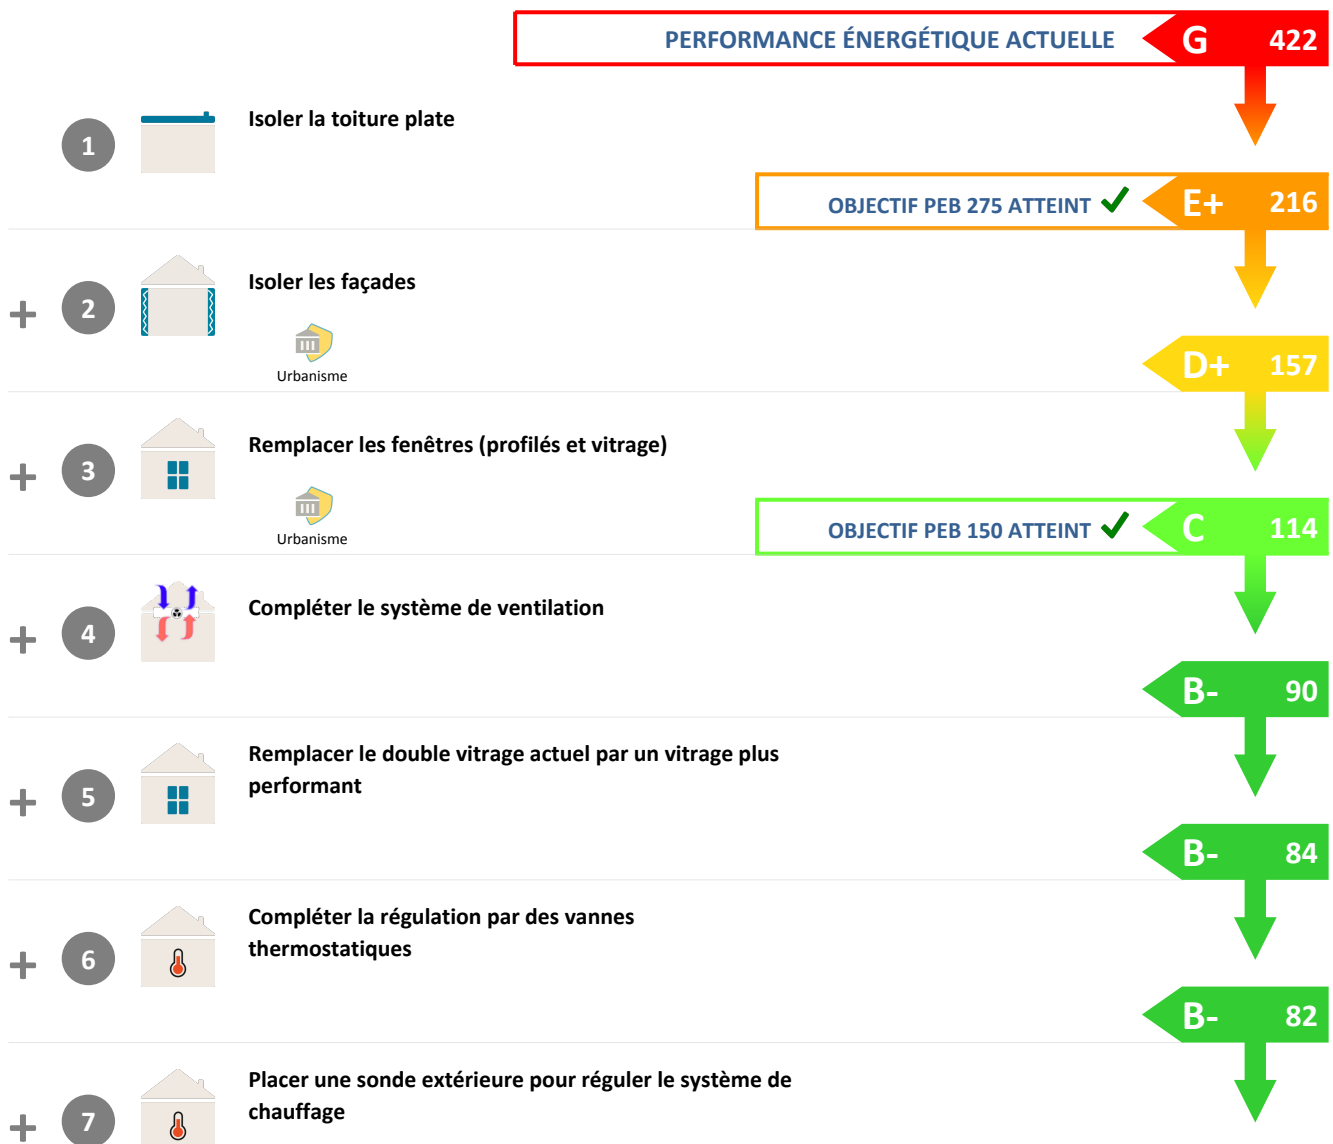 PERFORMANCE ÉNERGÉTIQUE ACTUELLE G 422
1 Isoler la toiture plate
OBJECTIF PEB 275 ATTEINT E+ 216
+ 2 Isoler les façades
Urbanisme
D+ 157
+ 3 Remplacer les fenêtres (profilés et vitrage)
Urbanisme
OBJECTIF PEB 150 ATTEINT C 114
+ 4 Compléter le système de ventilation
B- 90
+ 5 Remplacer le double vitrage actuel par un vitrage plus
performant
B- 84
+ 6 Compléter la régulation par des vannes
thermostatiques
B- 82
+ 7 Placer une sonde extérieure pour réguler le système de
chauffage